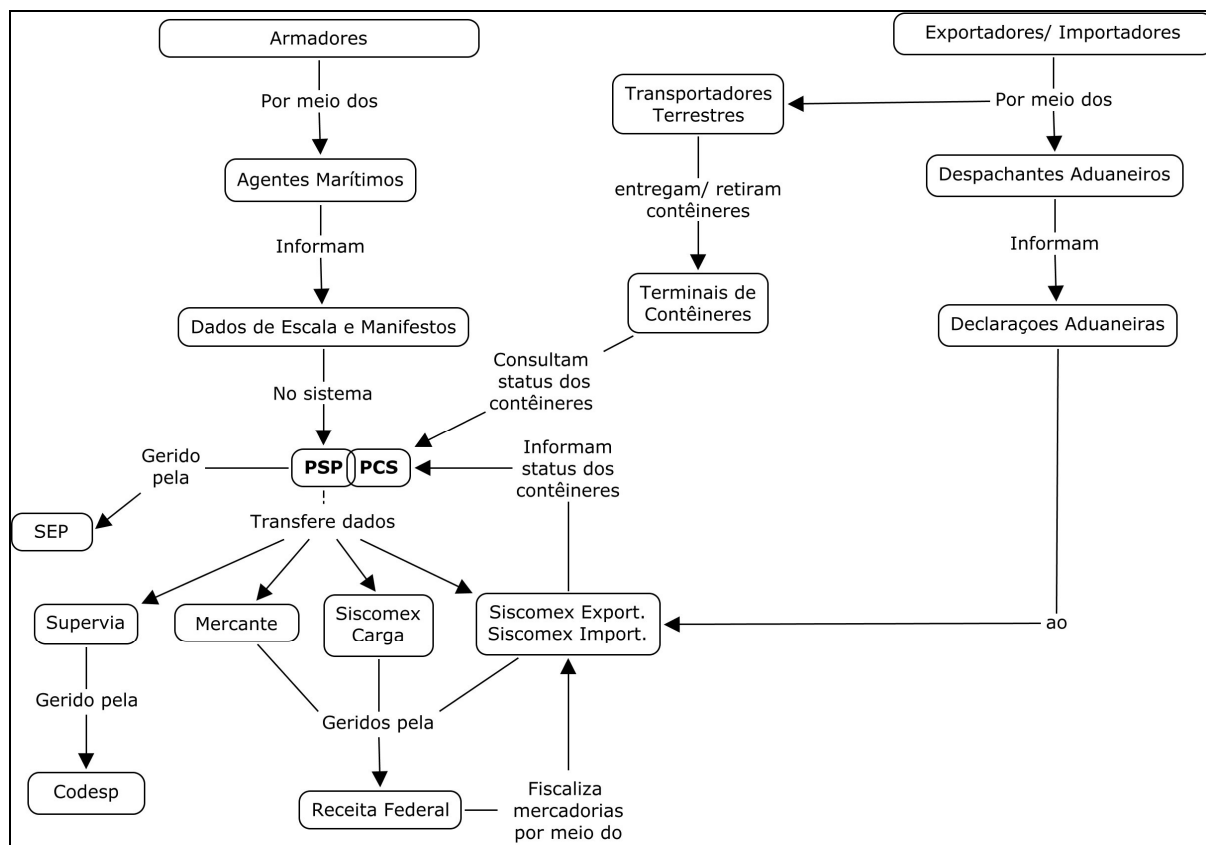 Armadores
Exportadores/ Importadores
Por meio dos
Transportadores
Terrestres
Por meio dos
Agentes Marítimos
Despachantes Aduaneiros
entregam/ retiram
contêineres
Informam
Informam
Terminais de
Contêineres
Dados de Escala e Manifestos
Declaraçoes Aduaneiras
Consultam
status dos
contêineres
No sistema
Gerido
pela
PSP
PCS
Informam
status dos
contêineres
SEP
Transfere dados
Supervia
Mercante
Siscomex
Carga
Siscomex Export.
Siscomex Import.
ao
Gerido pela
Geridos pela
Codesp
Receita Federal
Fiscaliza
mercadorias
por meio do